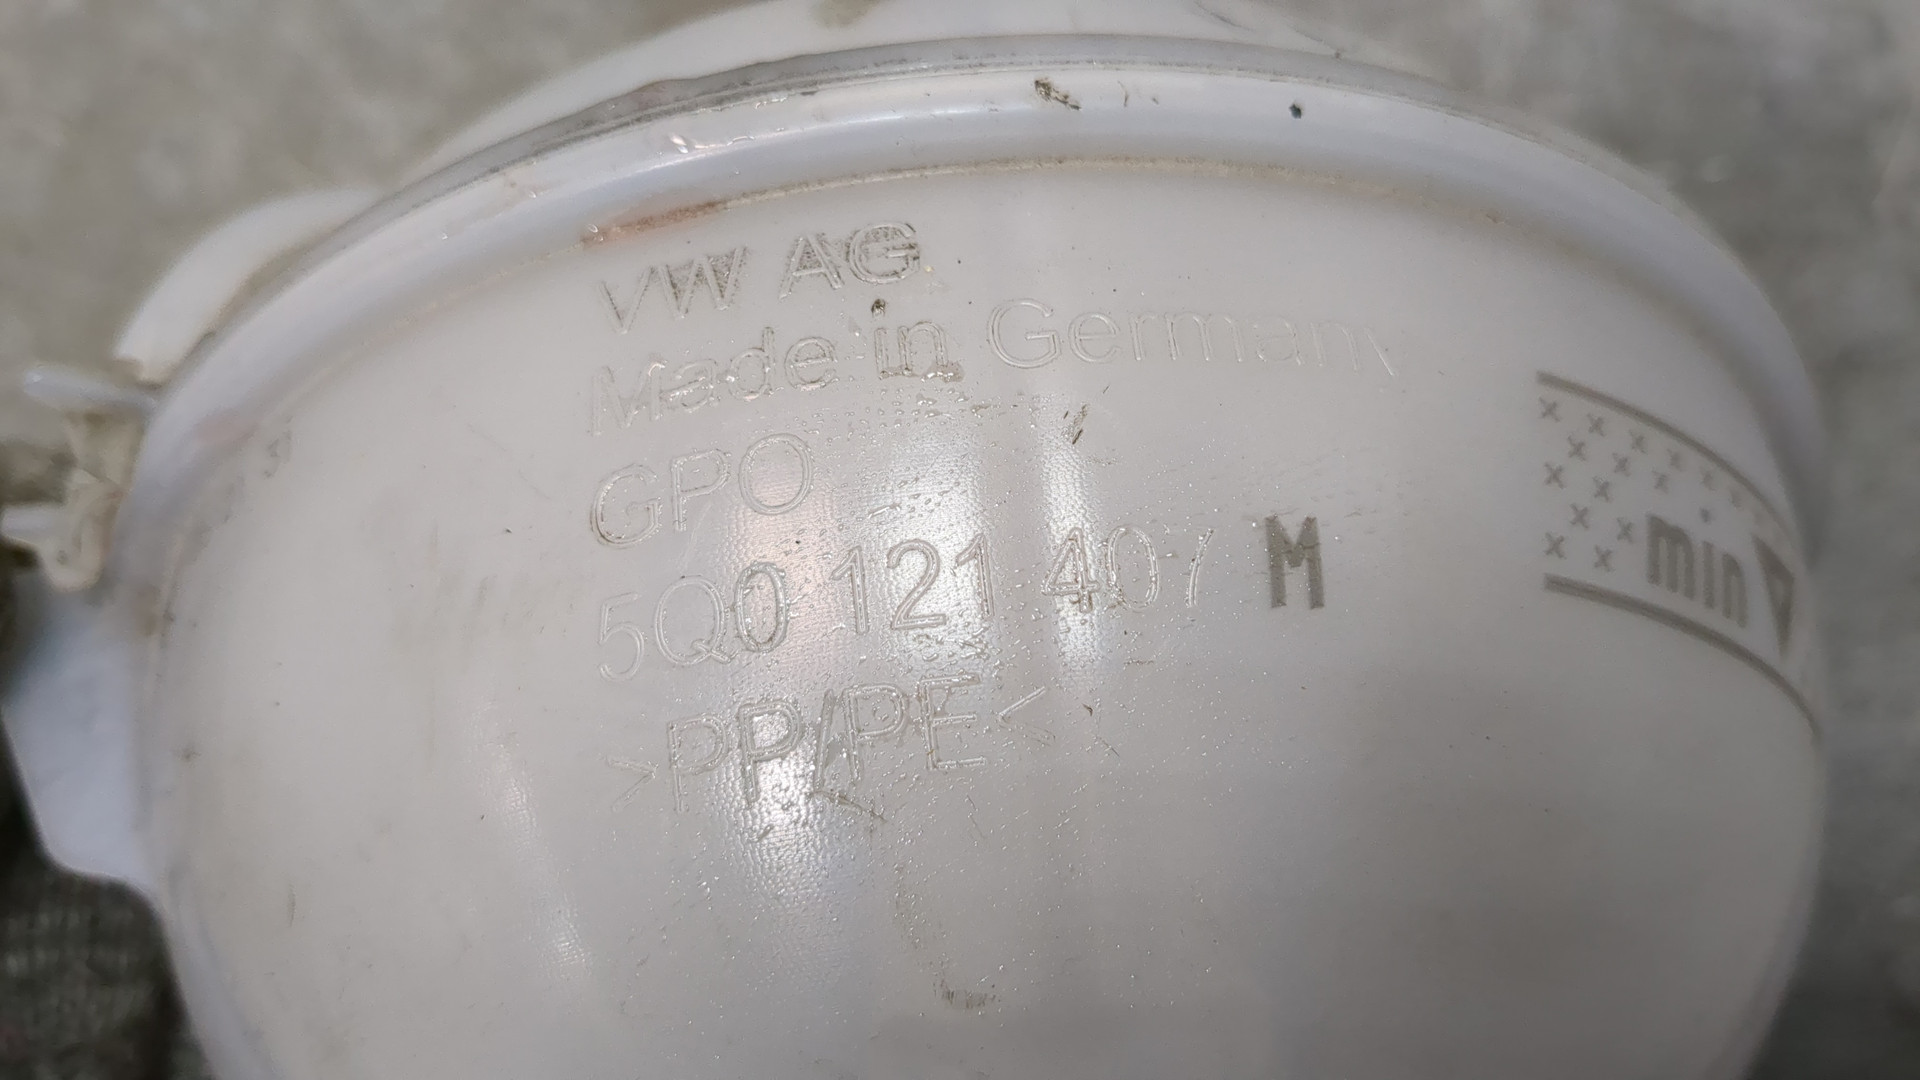 VW AG
Made in Germany
GPO
5Q0 121 407 M
>PP/PE<
min